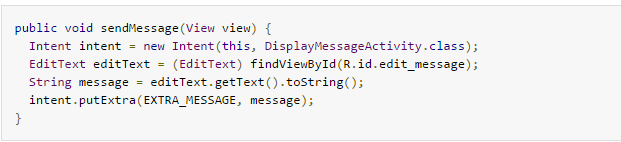 public void sendMessage(View view) {
  Intent intent = new Intent(this, DisplayMessageActivity.class);
  EditText editText = (EditText) findViewById(R.id.edit_message);
  String message = editText.getText().toString();
  intent.putExtra(EXTRA_MESSAGE, message);
}